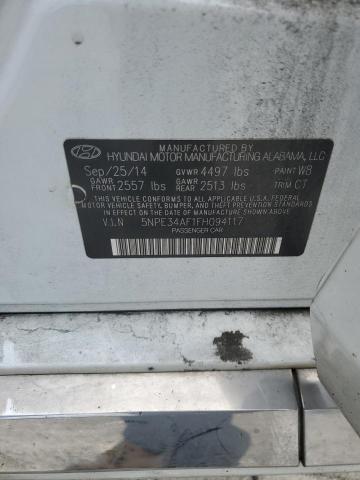 MANUFACTURED BY
HYUNDAI MOTOR MANUFACTURING ALABAMA, LLC
Sep/25/14 GVWR 4497 lbs PAINT W8
GAWR FRONT 2557 lbs GAWR REAR 2513 lbs TRIM CT
THIS VEHICLE CONFORMS TO ALL APPLICABLE U.S. FEDERAL
MOTOR VEHICLE SAFETY, BUMPER, AND THEFT PREVENTION
STANDARDS IN EFFECT ON THE DATE OF MANUFACTURE SHOWN ABOVE.
V.I.N 5NPE34AF1FH094117
PASSENGER CAR